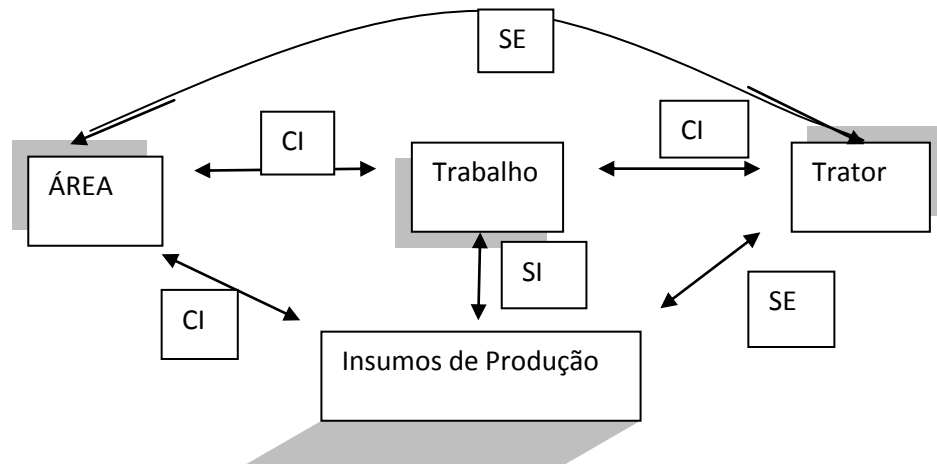 SE
CI
CI
ÁREA
Trabalho
Trator
SI
CI
SE
Insumos de Produção